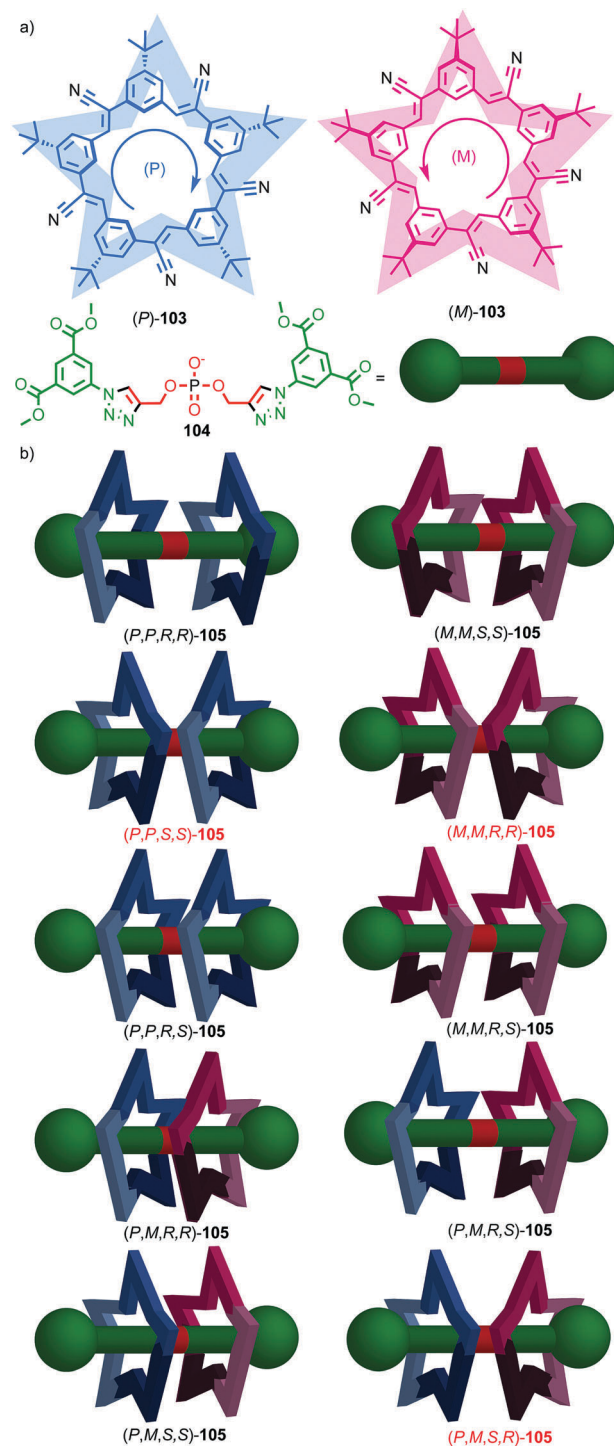 a)
N N N N
N (P) N N (M) N
N N
(P)-103 (M)-103
O O O⁻ O O
O P O
O O O O
N N N N N N =
104
b)
(P,P,R,R)-105 (M,M,S,S)-105
(P,P,S,S)-105 (M,M,R,R)-105
(P,P,R,S)-105 (M,M,R,S)-105
(P,M,R,R)-105 (P,M,R,S)-105
(P,M,S,S)-105 (P,M,S,R)-105